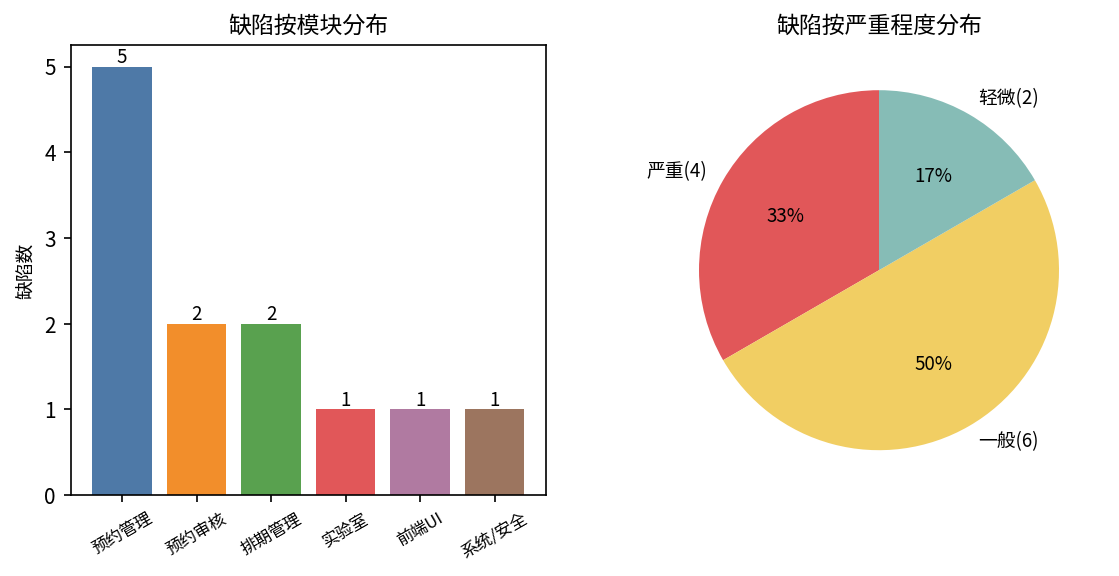 缺陷按模块分布
缺陷数
5
4
3
2
1
0
5
2
2
1
1
1
预约管理
预约审核
排期管理
实验室
前端UI
系统/安全
缺陷按严重程度分布
轻微(2)
严重(4)
17%
33%
50%
一般(6)